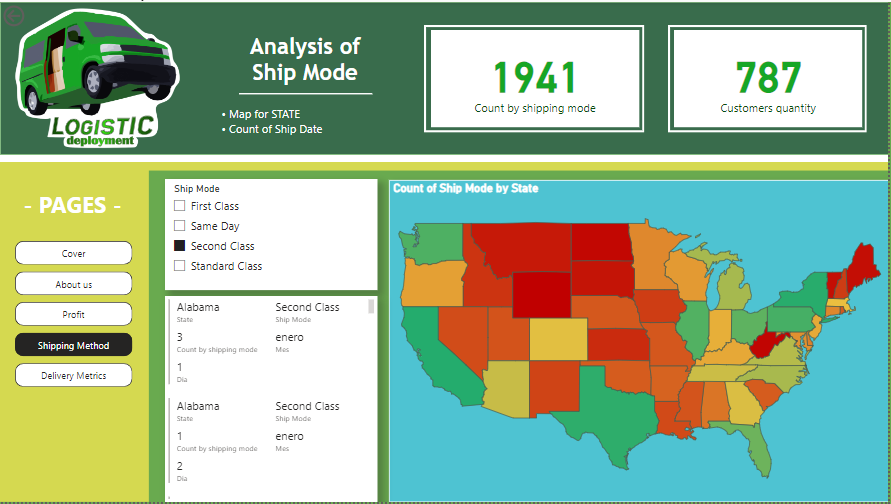 LOGISTIC
deployment
Analysis of
Ship Mode
• Map for STATE
• Count of Ship Date
1941
Count by shipping mode
787
Customers quantity
- PAGES -
Cover
About us
Profit
Shipping Method
Delivery Metrics
Ship Mode
First Class
Same Day
Second Class
Standard Class
Alabama Second Class
State Ship Mode
3 enero
Count by shipping mode Mes
1
Dia
Alabama Second Class
State Ship Mode
1 enero
Count by shipping mode Mes
2
Dia
Count of Ship Mode by State